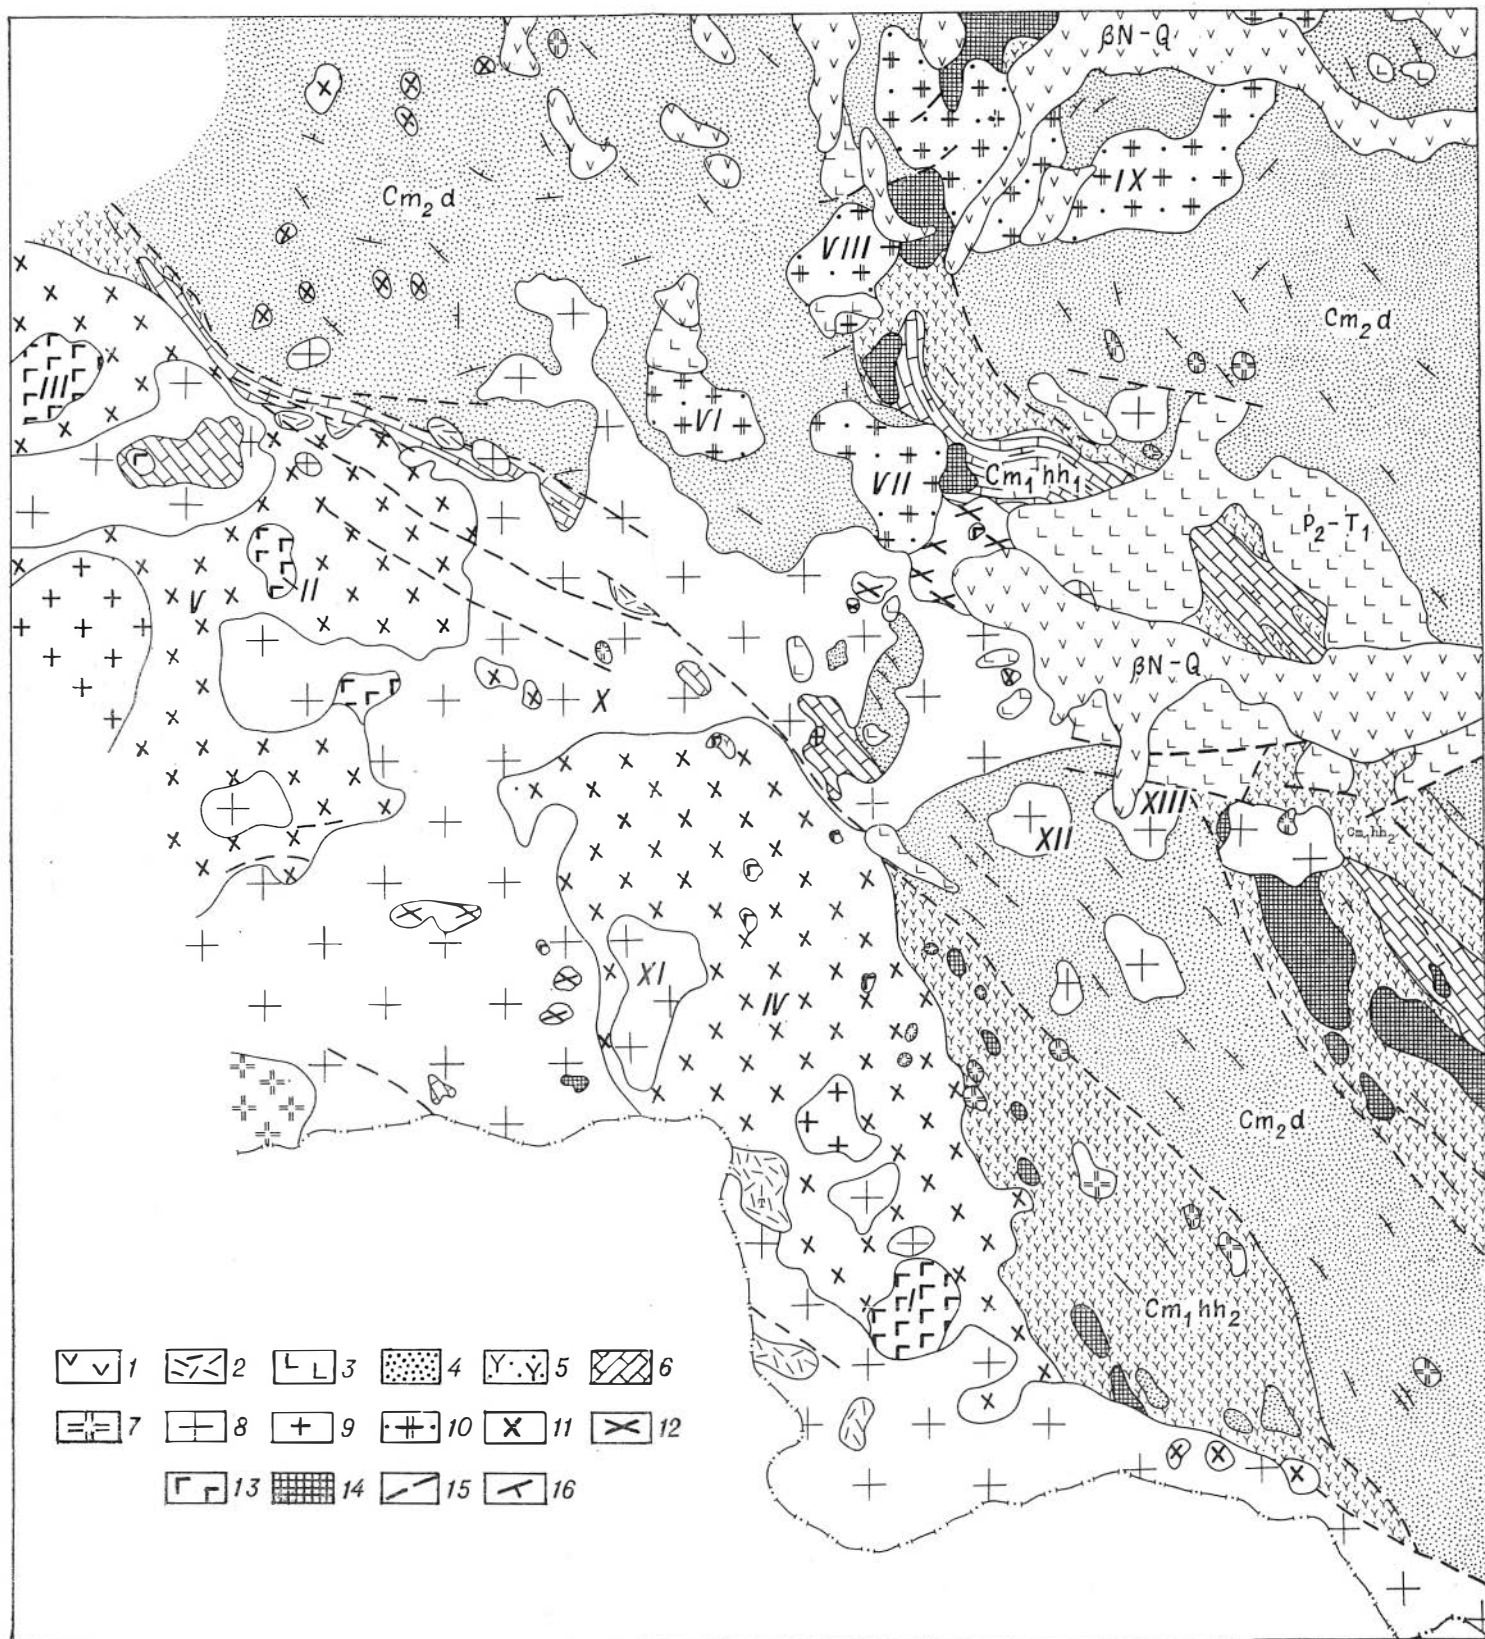 βN-Q
IX
Cm₂d
VIII
Cm₂d
III
VI
VII
Cm₁hh₁
P₂-T₁
V
II
X
βN-Q
XII
XIII
Cm₁hh₂
XI
IV
Cm₂d
T
I
Cm₁hh₂
1 2 3 4 5 6
7 8 9 10 11 12
13 14 15 16